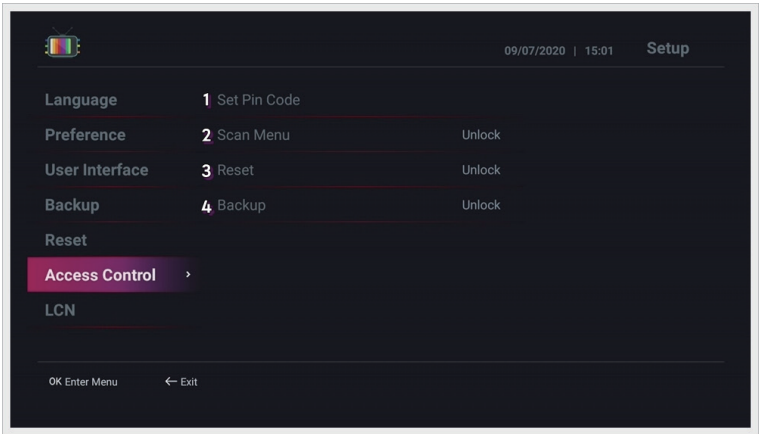 09/07/2020 | 15:01 Setup
Language 1 Set Pin Code
Preference 2 Scan Menu Unlock
User Interface 3 Reset Unlock
Backup 4 Backup Unlock
Reset
Access Control ›
LCN
OK Enter Menu ← Exit